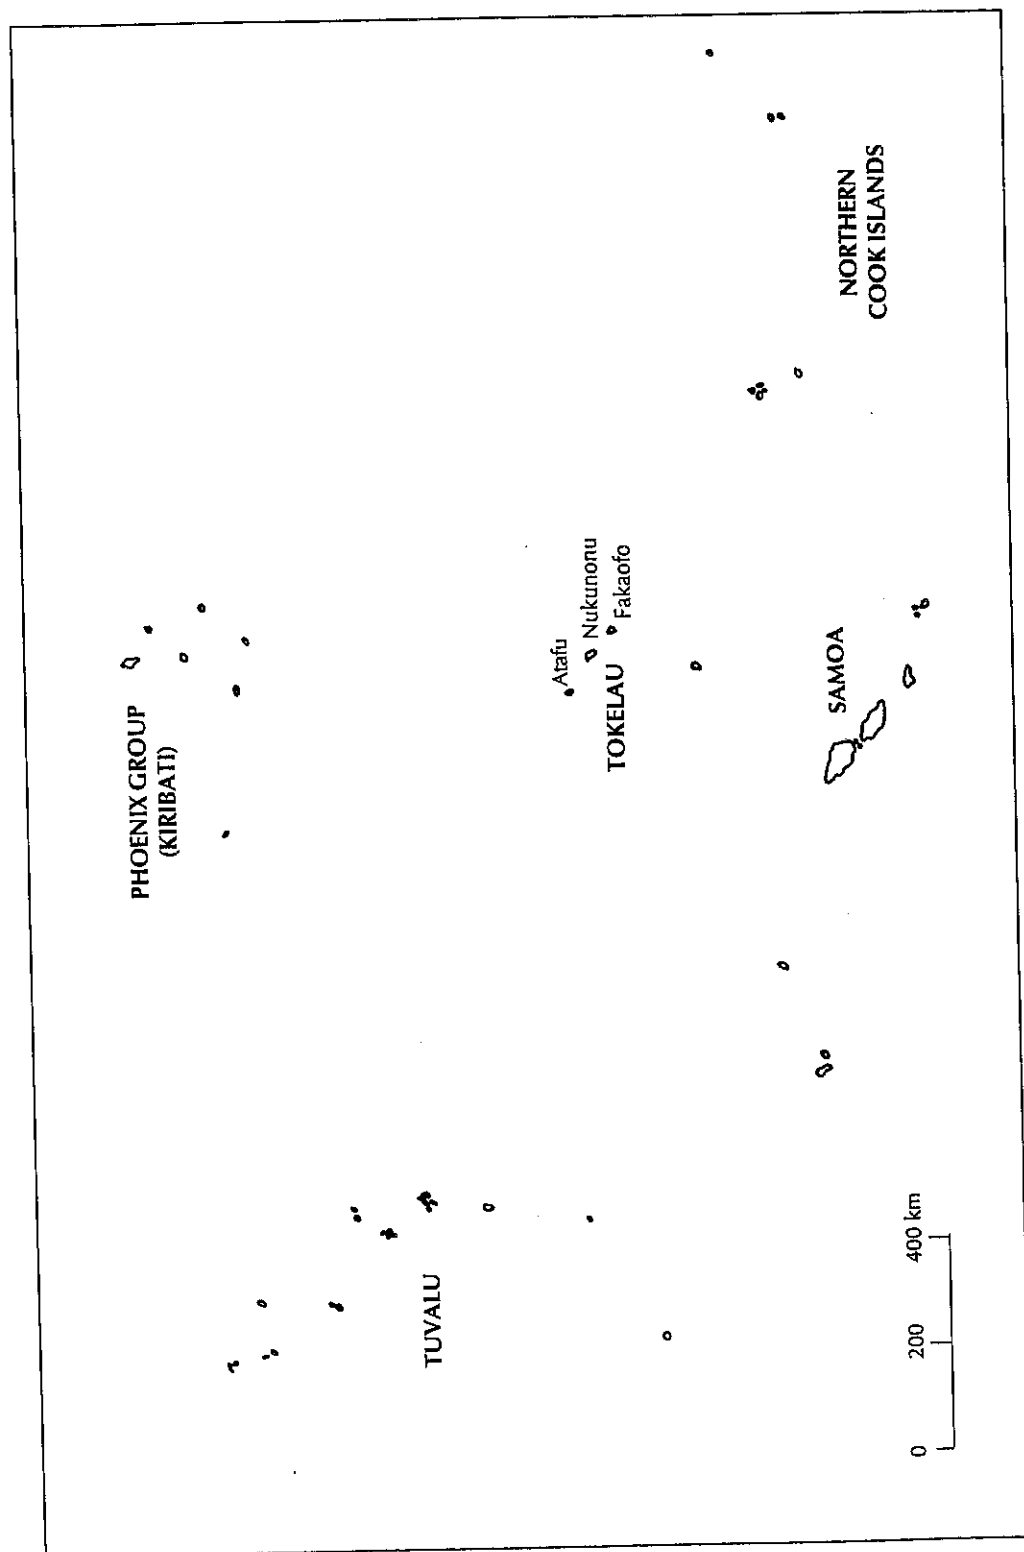 PHOENIX GROUP
(KIRIBATI)
Atafu
Nukunonu
Fakaofo
TOKELAU
TUVALU
SAMOA
NORTHERN
COOK ISLANDS
0 200 400 km